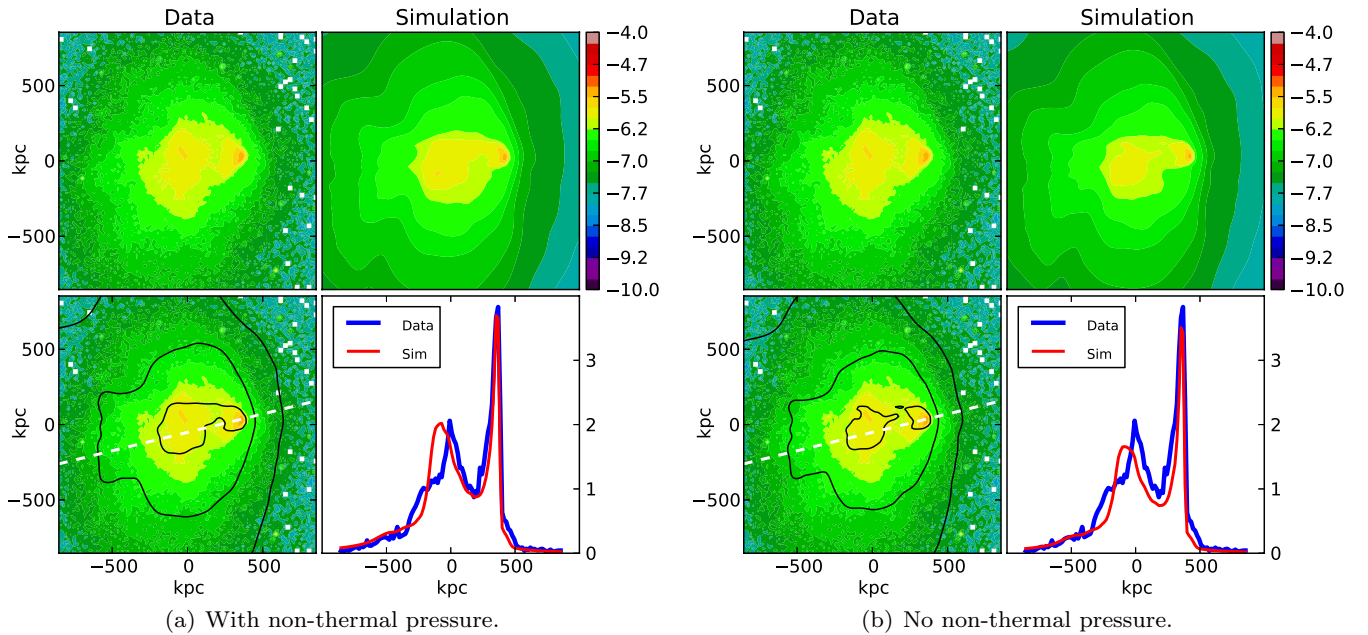 Data
Simulation
500
0
−500
kpc
−4.0
−4.7
−5.5
−6.2
−7.0
−7.7
−8.5
−9.2
−10.0
500
0
−500
kpc
−500
0
500
kpc
Data
Sim
3
2
1
0
−500
0
500
kpc
(a) With non-thermal pressure.
Data
Simulation
500
0
−500
kpc
−4.0
−4.7
−5.5
−6.2
−7.0
−7.7
−8.5
−9.2
−10.0
500
0
−500
kpc
−500
0
500
kpc
Data
Sim
3
2
1
0
−500
0
500
kpc
(b) No non-thermal pressure.